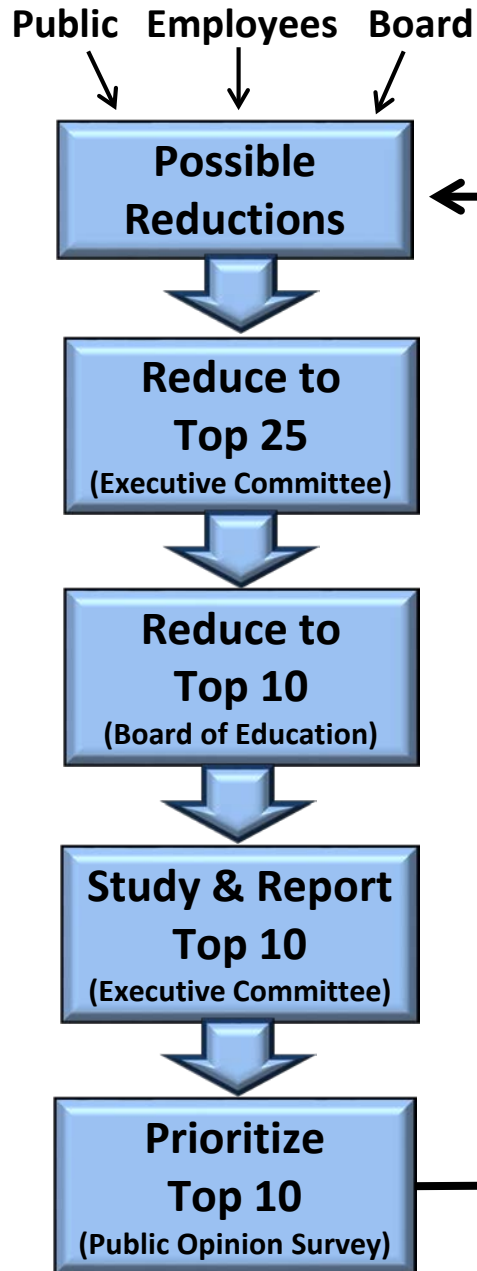 Public Employees Board
Possible
Reductions
Reduce to
Top 25
(Executive Committee)
Reduce to
Top 10
(Board of Education)
Study & Report
Top 10
(Executive Committee)
Prioritize
Top 10
(Public Opinion Survey)